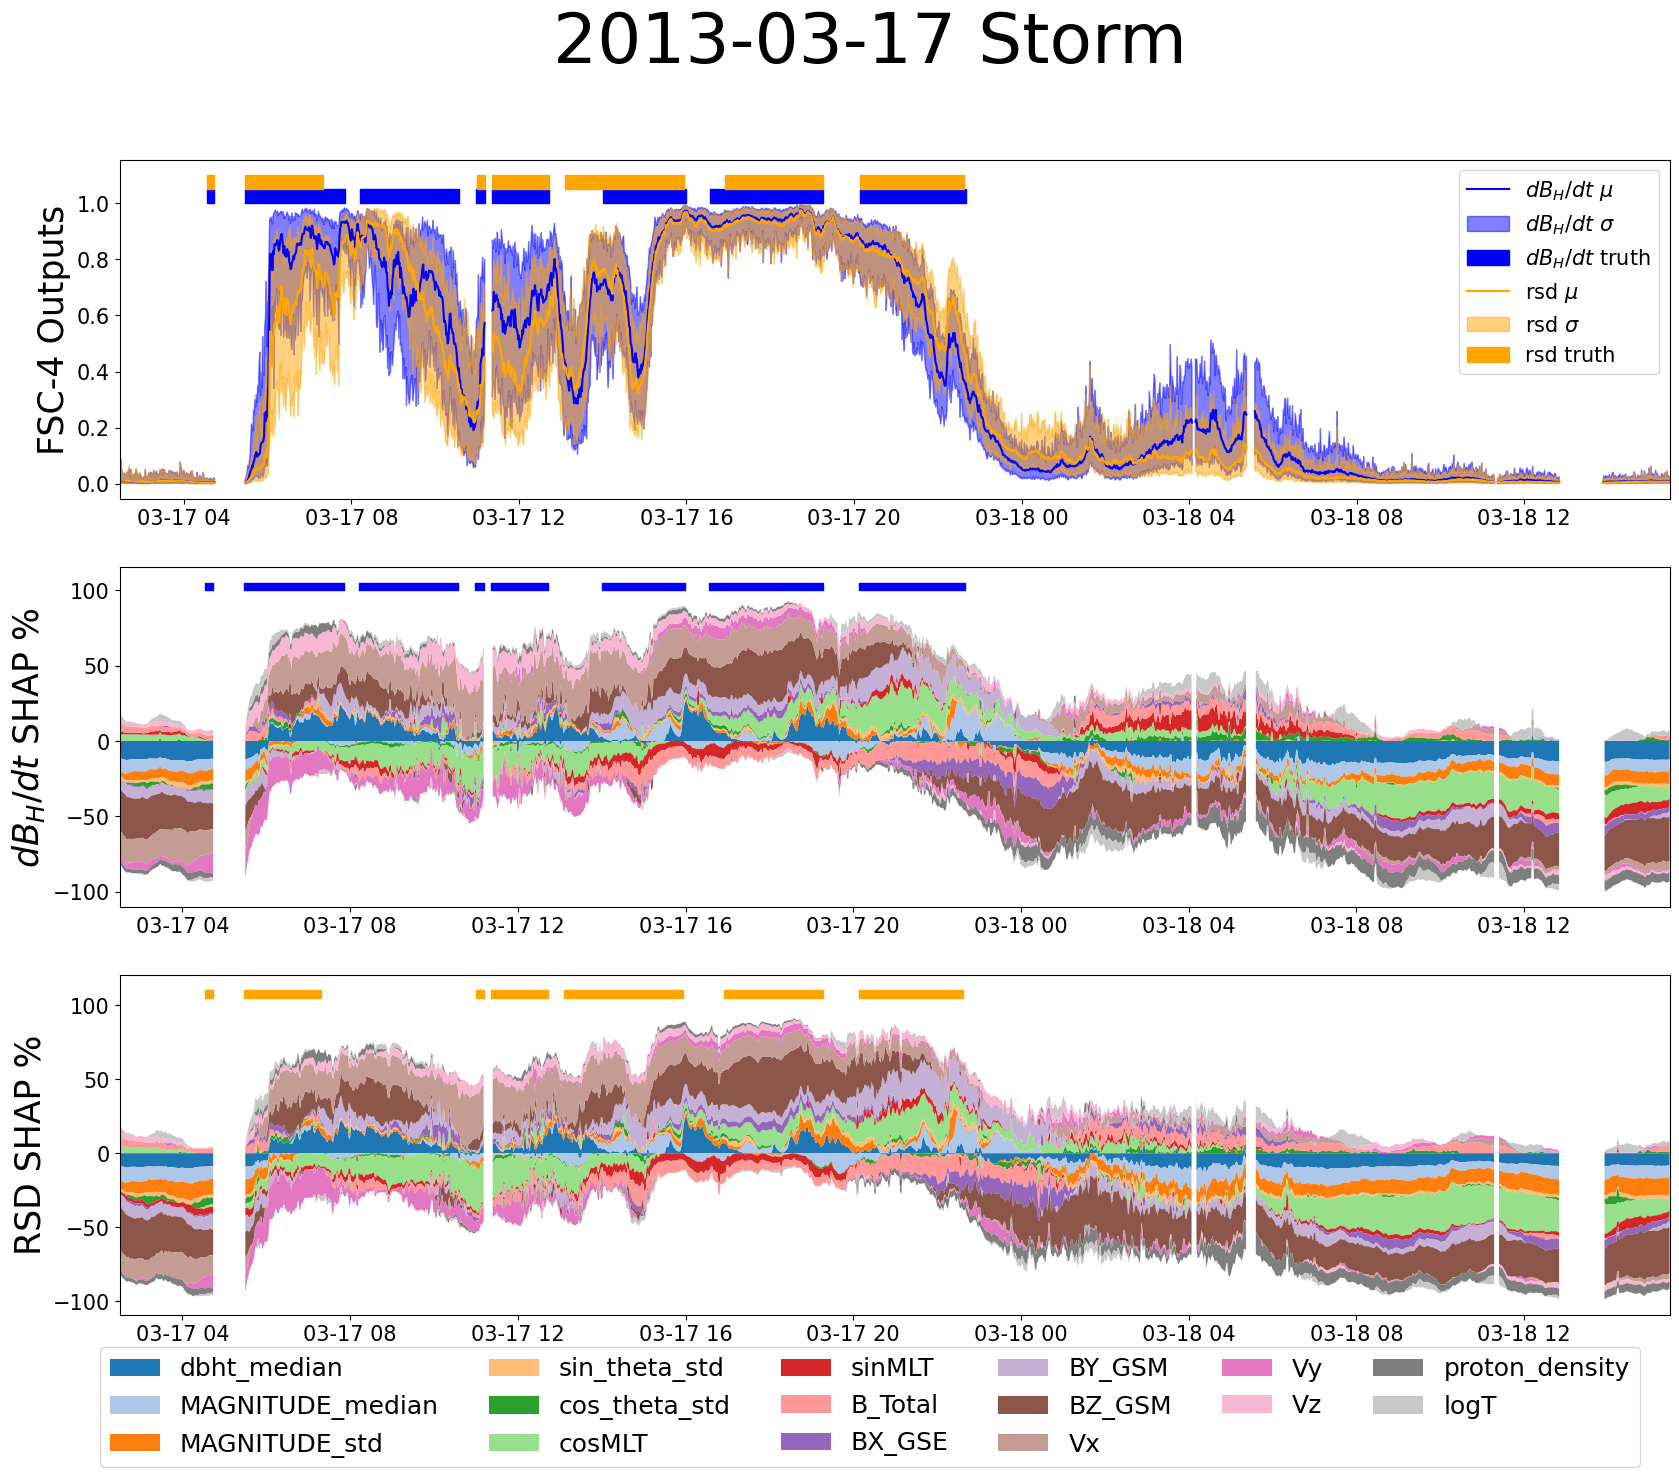 2013-03-17 Storm
FSC-4 Outputs
1.0
0.8
0.6
0.4
0.2
0.0
dB_H/dt μ
dB_H/dt σ
dB_H/dt truth
rsd μ
rsd σ
rsd truth
03-17 04 03-17 08 03-17 12 03-17 16 03-17 20 03-18 00 03-18 04 03-18 08 03-18 12
dB_H/dt SHAP %
100
50
0
−50
−100
03-17 04 03-17 08 03-17 12 03-17 16 03-17 20 03-18 00 03-18 04 03-18 08 03-18 12
RSD SHAP %
100
50
0
−50
−100
03-17 04 03-17 08 03-17 12 03-17 16 03-17 20 03-18 00 03-18 04 03-18 08 03-18 12
dbht_median sin_theta_std sinMLT BY_GSM Vy proton_density
MAGNITUDE_median cos_theta_std B_Total BZ_GSM Vz logT
MAGNITUDE_std cosMLT BX_GSE Vx